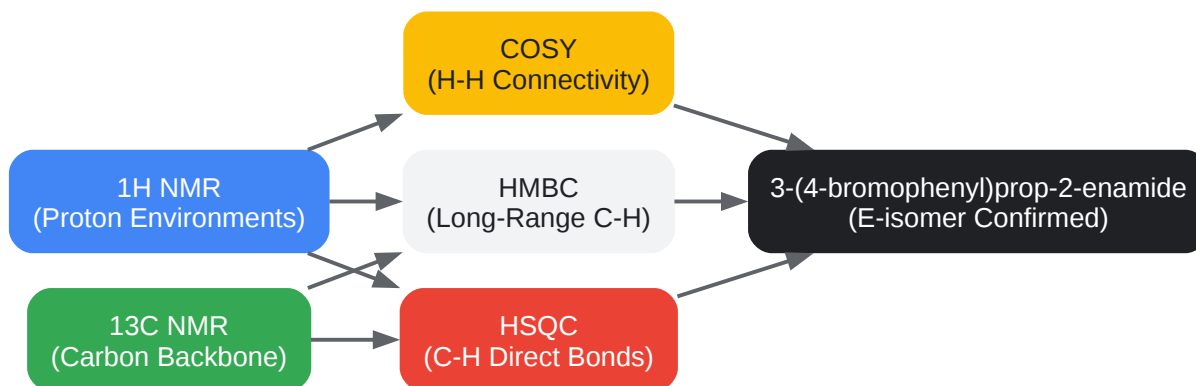 COSY
(H-H Connectivity)
1H NMR
(Proton Environments)
HMBC
(Long-Range C-H)
3-(4-bromophenyl)prop-2-enamide
(E-isomer Confirmed)
13C NMR
(Carbon Backbone)
HSQC
(C-H Direct Bonds)